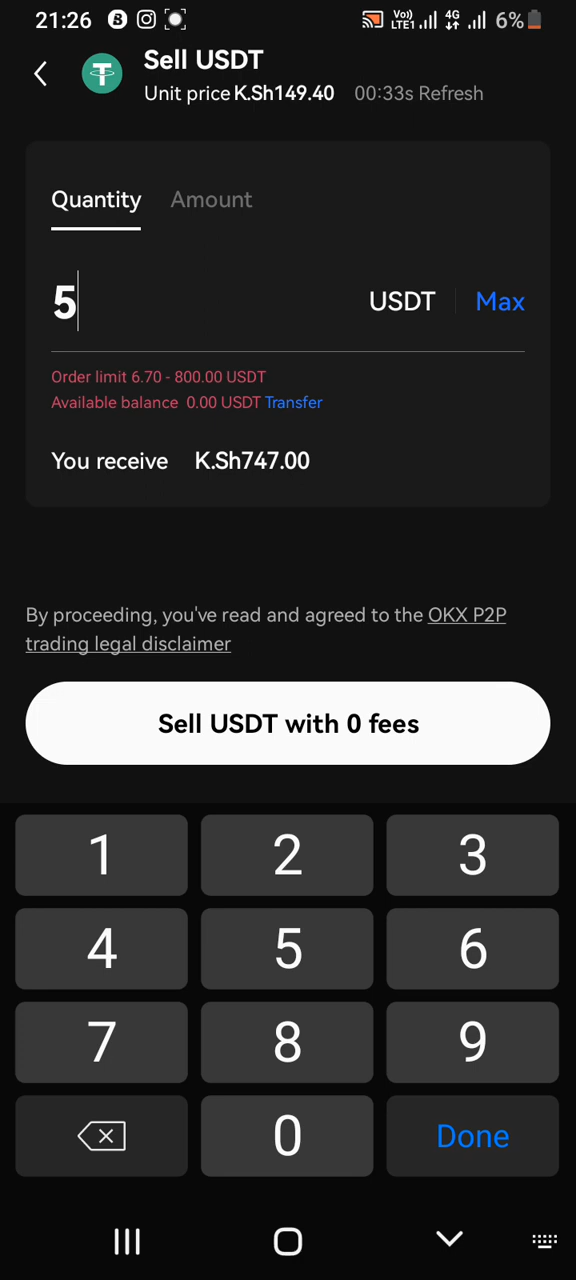 21:26 Vo) LTE1 4G 6%
Sell USDT
Unit price K.Sh149.40 00:33s Refresh
Quantity Amount
5 USDT Max
Order limit 6.70 - 800.00 USDT
Available balance 0.00 USDT Transfer
You receive K.Sh747.00
By proceeding, you've read and agreed to the OKX P2P
trading legal disclaimer
Sell USDT with 0 fees
1 2 3
4 5 6
7 8 9
0 Done